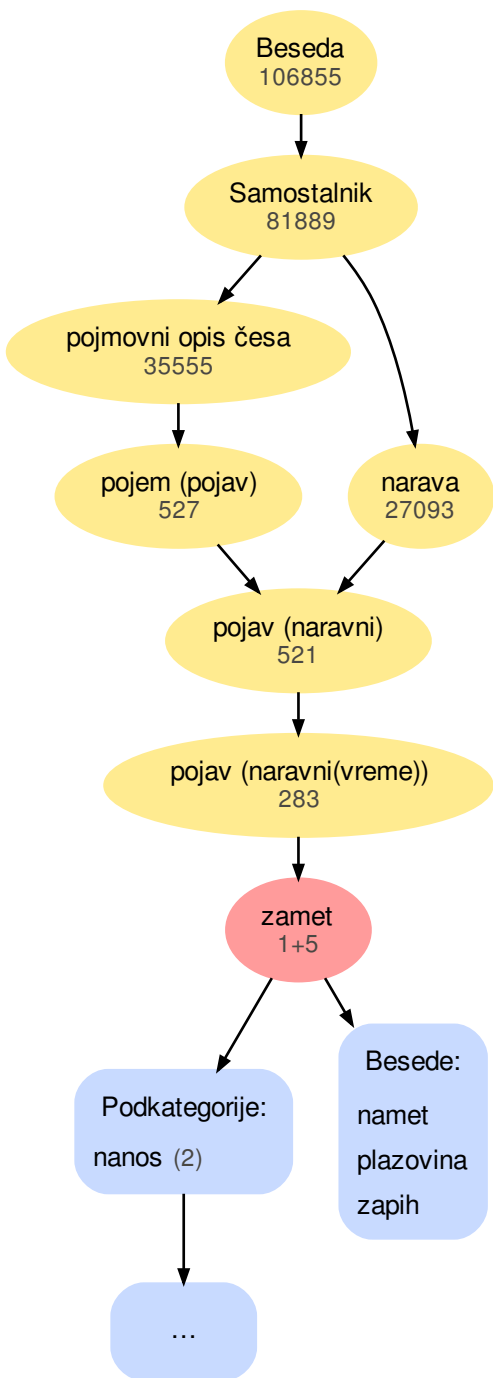 Beseda
106855
Samostalnik
81889
pojmovni opis česa
35555
pojem (pojav)
527
narava
27093
pojav (naravni)
521
pojav (naravni(vreme))
283
zamet
1+5
Podkategorije:
nanos (2)
Besede:
namet
plazovina
zapih
...